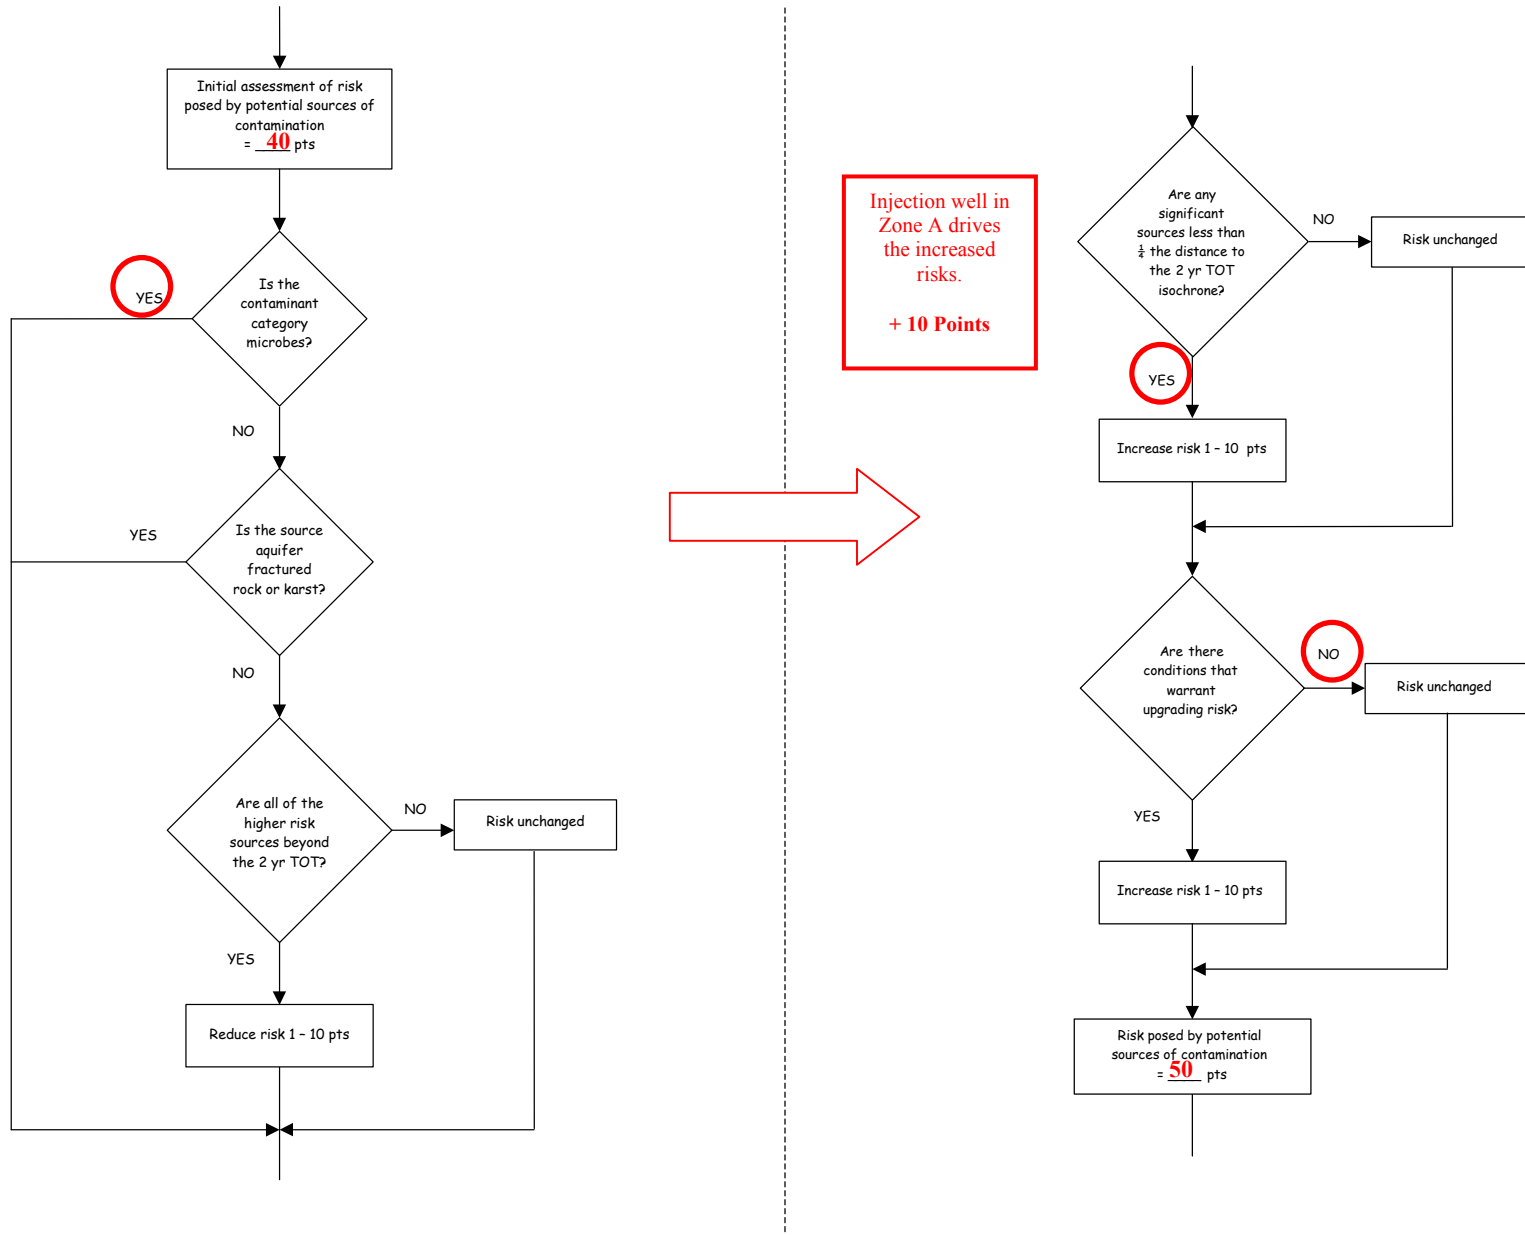 Initial assessment of risk
posed by potential sources of
contamination
= 40 pts
Is the
contaminant
category
microbes?
YES
NO
Is the source
aquifer
fractured
rock or karst?
YES
NO
Are all of the
higher risk
sources beyond
the 2 yr TOT?
NO
Risk unchanged
YES
Reduce risk 1 – 10 pts
Injection well in
Zone A drives
the increased
risks.
+ 10 Points
Are any
significant
sources less than
¼ the distance to
the 2 yr TOT
isochrone?
NO
Risk unchanged
YES
Increase risk 1 – 10 pts
Are there
conditions that
warrant
upgrading risk?
NO
Risk unchanged
YES
Increase risk 1 – 10 pts
Risk posed by potential
sources of contamination
= 50 pts